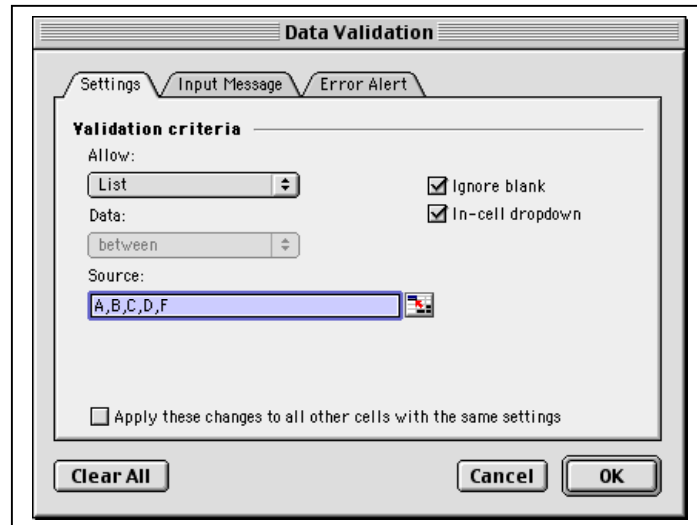 Data Validation
Settings Input Message Error Alert
Validation criteria
Allow:
List
Ignore blank
Data:
In-cell dropdown
between
Source:
A,B,C,D,F
Apply these changes to all other cells with the same settings
Clear All Cancel OK